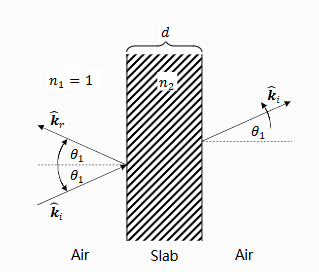 d
n₁ = 1
n₂
k̂ᵢ
k̂ᵣ
θ₁
θ₁
θ₁
k̂ᵢ
Air Slab Air